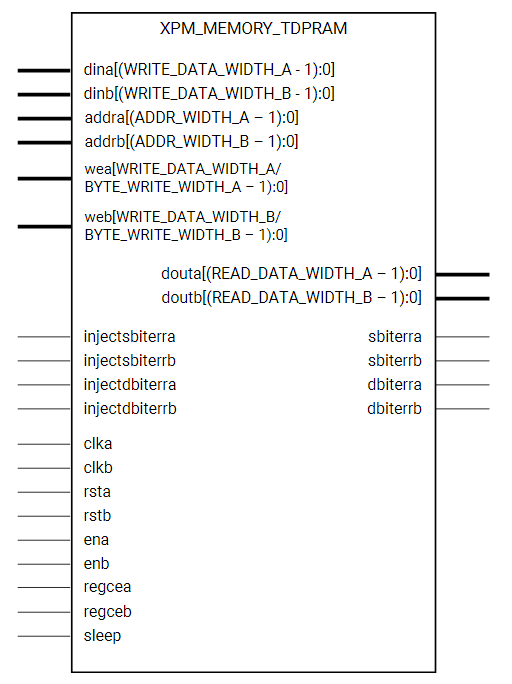 XPM_MEMORY_TDPRAM
dina[(WRITE_DATA_WIDTH_A - 1):0]
dinb[(WRITE_DATA_WIDTH_B - 1):0]
addra[(ADDR_WIDTH_A – 1):0]
addrb[(ADDR_WIDTH_B – 1):0]
wea[WRITE_DATA_WIDTH_A/
BYTE_WRITE_WIDTH_A – 1):0]
web[WRITE_DATA_WIDTH_B/
BYTE_WRITE_WIDTH_B – 1):0]
douta[(READ_DATA_WIDTH_A – 1):0]
doutb[(READ_DATA_WIDTH_B – 1):0]
injectsbiterra sbiterra
injectsbiterrb sbiterrb
injectdbiterra dbiterra
injectdbiterrb dbiterrb
clka
clkb
rsta
rstb
ena
enb
regcea
regceb
sleep